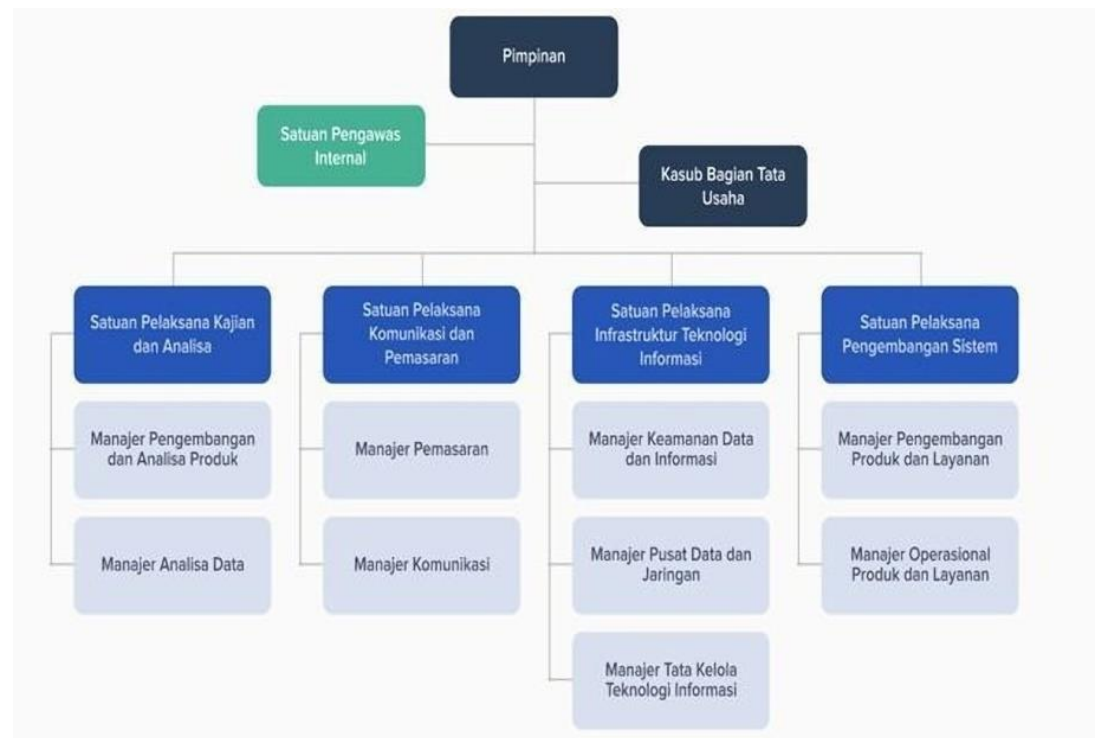 Pimpinan
Satuan Pengawas
Internal
Kasub Bagian Tata
Usaha
Satuan Pelaksana Kajian
dan Analisa
Manajer Pengembangan
dan Analisa Produk
Manajer Analisa Data
Satuan Pelaksana
Komunikasi dan
Pemasaran
Manajer Pemasaran
Manajer Komunikasi
Satuan Pelaksana
Infrastruktur Teknologi
Informasi
Manajer Keamanan Data
dan Informasi
Manajer Pusat Data dan
Jaringan
Manajer Tata Kelola
Teknologi Informasi
Satuan Pelaksana
Pengembangan Sistem
Manajer Pengembangan
Produk dan Layanan
Manajer Operasional
Produk dan Layanan